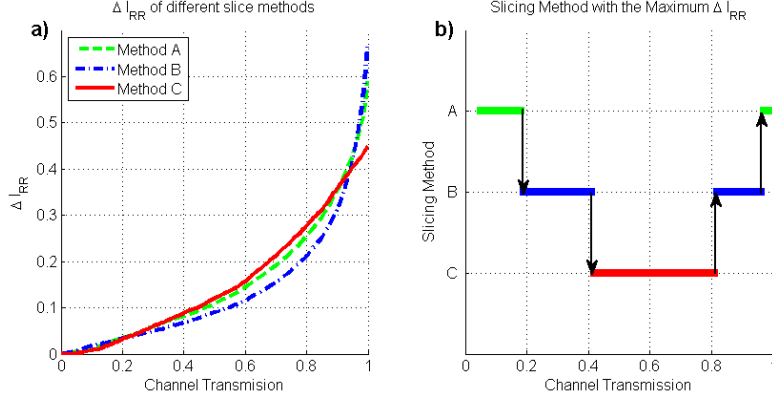 Δ I_RR of different slice methods
a)
Method A
Method B
Method C
0.6
0.5
0.4
0.3
0.2
0.1
0
Δ I_RR
0 0.2 0.4 0.6 0.8 1
Channel Transmission
Slicing Method with the Maximum Δ I_RR
b)
A
B
C
Slicing Method
0 0.2 0.4 0.6 0.8 1
Channel Transmission